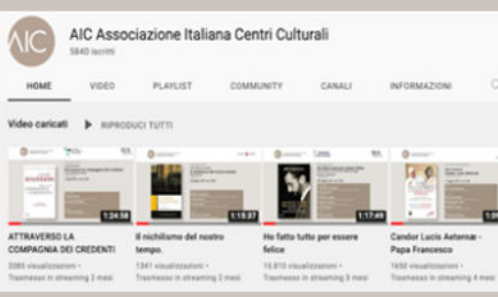 AIC
AIC Associazione Italiana Centri Culturali
5840 iscritti
HOME VIDEO PLAYLIST COMMUNITY CANALI INFORMAZIONI
Video caricati RIPRODUCI TUTTI
1:24:58 1:15:37 1:17:49
ATTRAVERSO LA COMPAGNIA DEI CREDENTI
Il nichilismo del nostro tempo.
Ho fatto tutto per essere felice
Candor Lucis Aeternæ - Papa Francesco
3385 visualizzazioni •
Trasmesso in streaming 2 mesi
1341 visualizzazioni •
Trasmesso in streaming 2 mesi
15.810 visualizzazioni •
Trasmesso in streaming 3 mesi
1650 visualizzazioni •
Trasmesso in streaming 4 mesi